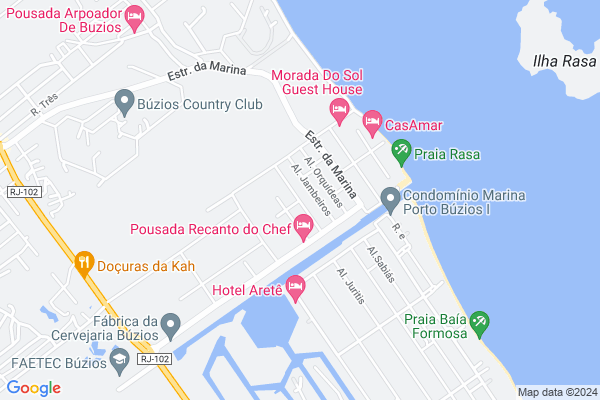 Pousada Arpoador
De Buzios
Ilha Rasa
Estr. da Marina
Morada Do Sol
Guest House
R. Três
Búzios Country Club
CasAmar
Estr. da Marina
Praia Rasa
Al. Orquídeas
Al. Jambeiros
RJ-102
Condomínio Marina
Porto Búzios I
Pousada Recanto do Chef
R. e
Al. Sabiás
Doçuras da Kah
Al. Juritis
Hotel Aretê
Fábrica da
Cervejaria Búzios
Praia Baía
Formosa
RJ-102
FAETEC Búzios
Google
Map data ©2024